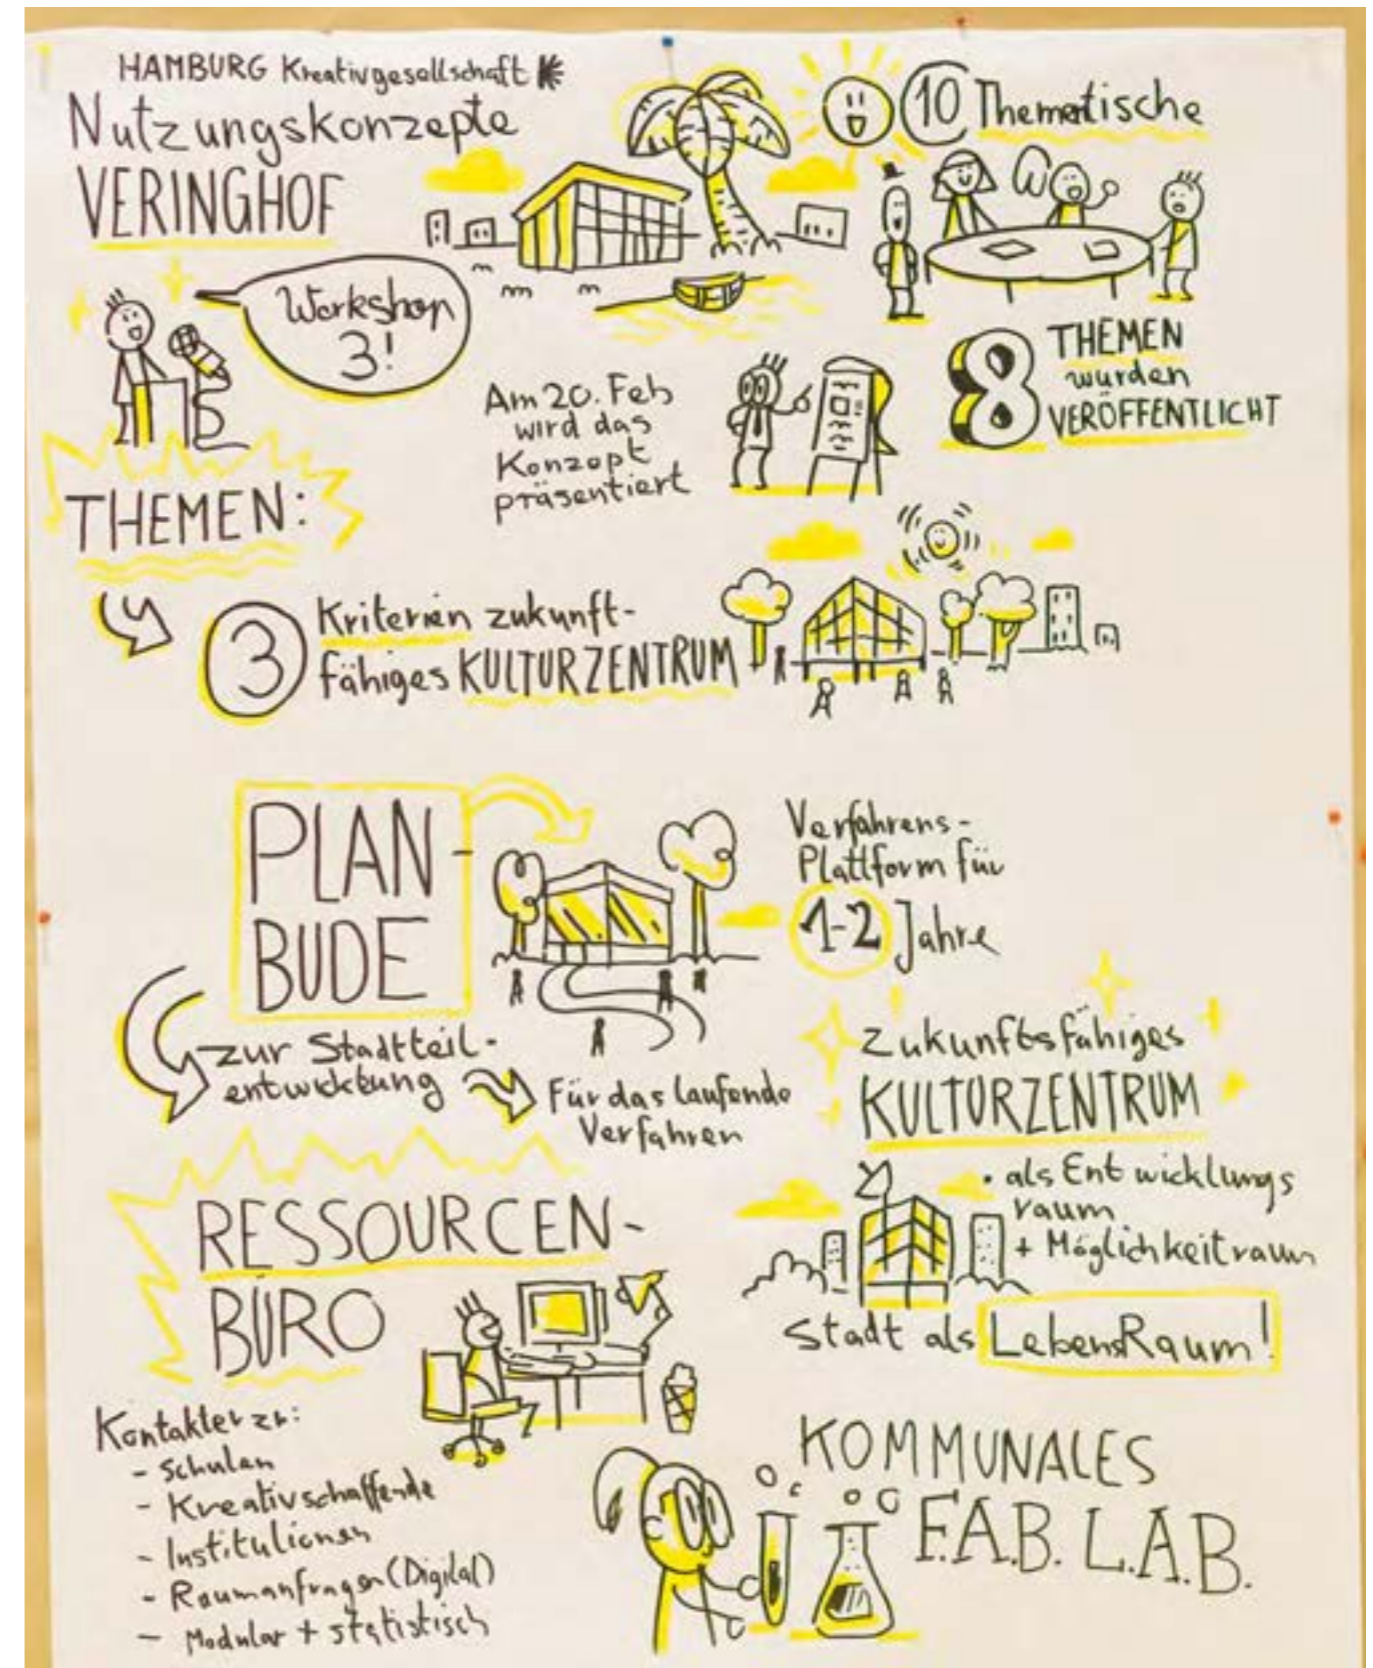 HAMBURG Kreativgesellschaft
Nutzungskonzepte
VERINGHOF
10 Thematische
Workshop
3!
Am 20. Feb
wird das
Konzept
präsentiert
8 THEMEN
wurden
VERÖFFENTLICHT
THEMEN:
3 Kriterien zukunft-
fähiges KULTURZENTRUM
PLAN-
BUDE
Verfahrens-
Plattform für
1-2 Jahre
zur Stadtteil-
entwicklung
Für das laufende
Verfahren
Zukunftsfähiges
KULTURZENTRUM
• als Entwicklungs
raum
+ Möglichkeitraum
Stadt als LebensRaum!
RESSOURCEN-
BÜRO
Kontakte zu:
- Schulen
- Kreativschaffende
- Institutionen
- Raumanfragen (Digital)
- Modular + statistisch
KOMMUNALES
F.A.B. L.A.B.